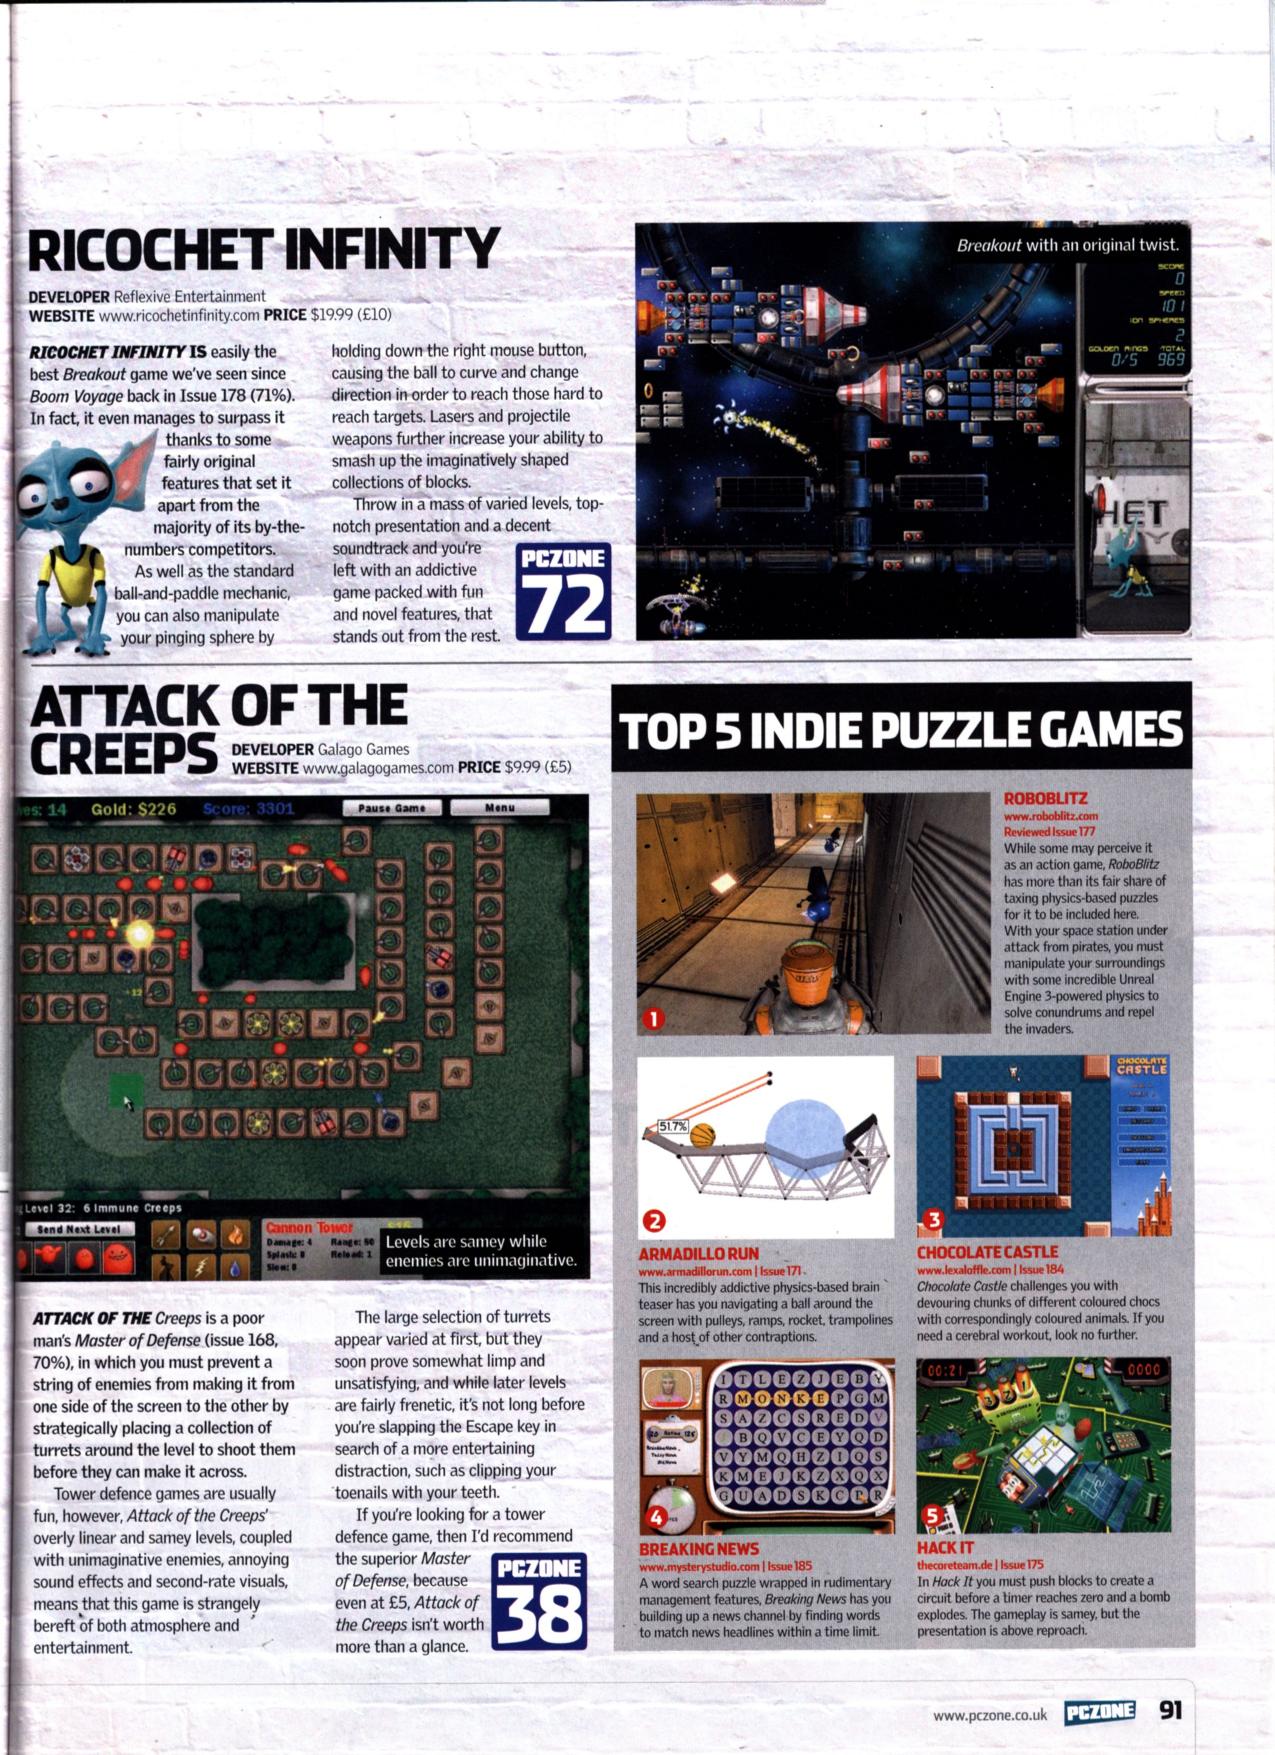 RICOCHET INFINITY
DEVELOPER Reflexive Entertainment
WEBSITE www.ricochetinfinity.com PRICE $19.99 (£10)
RICOCHET INFINITY IS easily the
best Breakout game we've seen since
Boom Voyage back in Issue 178 (71%).
In fact, it even manages to surpass it
thanks to some
fairly original
features that set it
apart from the
majority of its by-the-
numbers competitors.
As well as the standard
ball-and-paddle mechanic,
you can also manipulate
your pinging sphere by
holding down the right mouse button,
causing the ball to curve and change
direction in order to reach those hard to
reach targets. Lasers and projectile
weapons further increase your ability to
smash up the imaginatively shaped
collections of blocks.
Throw in a mass of varied levels, top-
notch presentation and a decent
soundtrack and you're
left with an addictive
game packed with fun
and novel features, that
stands out from the rest.
PCZONE
72
Breakout with an original twist.
SCORE
0
SPEED
101
ION SPHERES
2
GOLDEN RINGS TOTAL
0/5 969
HET
ATTACK OF THE
CREEPS
DEVELOPER Galago Games
WEBSITE www.galagogames.com PRICE $9.99 (£5)
es: 14 Gold: $226 Score: 3301 Pause Game Menu
+12
Level 32: 6 Immune Creeps
Send Next Level
Cannon Tower
Damage: 4 Range: 50
Splash: 8 Reload: 1
Slow: 0
Levels are samey while
enemies are unimaginative.
ATTACK OF THE Creeps is a poor
man's Master of Defense (issue 168,
70%), in which you must prevent a
string of enemies from making it from
one side of the screen to the other by
strategically placing a collection of
turrets around the level to shoot them
before they can make it across.
Tower defence games are usually
fun, however, Attack of the Creeps'
overly linear and samey levels, coupled
with unimaginative enemies, annoying
sound effects and second-rate visuals,
means that this game is strangely
bereft of both atmosphere and
entertainment.
The large selection of turrets
appear varied at first, but they
soon prove somewhat limp and
unsatisfying, and while later levels
are fairly frenetic, it's not long before
you're slapping the Escape key in
search of a more entertaining
distraction, such as clipping your
toenails with your teeth.
If you're looking for a tower
defence game, then I'd recommend
the superior Master
of Defense, because
even at £5, Attack of
the Creeps isn't worth
more than a glance.
PCZONE
38
TOP 5 INDIE PUZZLE GAMES
1
ROBOBLITZ
www.roboblitz.com
Reviewed Issue 177
While some may perceive it
as an action game, RoboBlitz
has more than its fair share of
taxing physics-based puzzles
for it to be included here.
With your space station under
attack from pirates, you must
manipulate your surroundings
with some incredible Unreal
Engine 3-powered physics to
solve conundrums and repel
the invaders.
51.7%
2
ARMADILLO RUN
www.armadillorun.com | Issue 171
This incredibly addictive physics-based brain
teaser has you navigating a ball around the
screen with pulleys, ramps, rocket, trampolines
and a host of other contraptions.
CHOCOLATE
CASTLE
3
CHOCOLATE CASTLE
www.lexaloffle.com | Issue 184
Chocolate Castle challenges you with
devouring chunks of different coloured chocs
with correspondingly coloured animals. If you
need a cerebral workout, look no further.
I T L E Z J E B Y
R M O N K E P G M
S A Z C S R E D V
B Q V C E Y Q D
V Y M Q H Z I Q S
K M E J K Z X Q X
G U A D S K C P R
4
BREAKING NEWS
www.mysterystudio.com | Issue 185
A word search puzzle wrapped in rudimentary
management features, Breaking News has you
building up a news channel by finding words
to match news headlines within a time limit.
00:21 0000
5
HACK IT
thecoreteam.de | Issue 175
In Hack It you must push blocks to create a
circuit before a timer reaches zero and a bomb
explodes. The gameplay is samey, but the
presentation is above reproach.
www.pczone.co.uk PCZONE 91